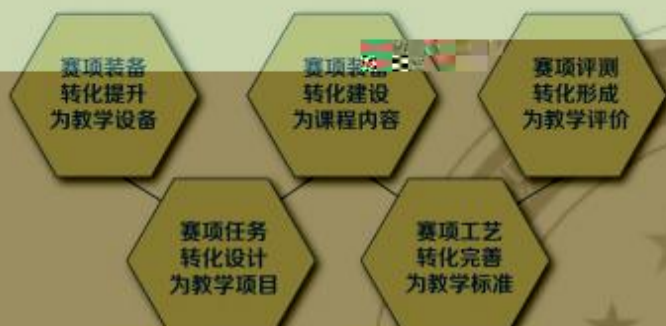 赛项装备
转化提升
为教学设备
赛项任务
转化设计
为教学项目
赛项装
转化建设
为课程内容
赛项工艺
转化完善
为教学标准
赛项评测
转化形成
为教学评价